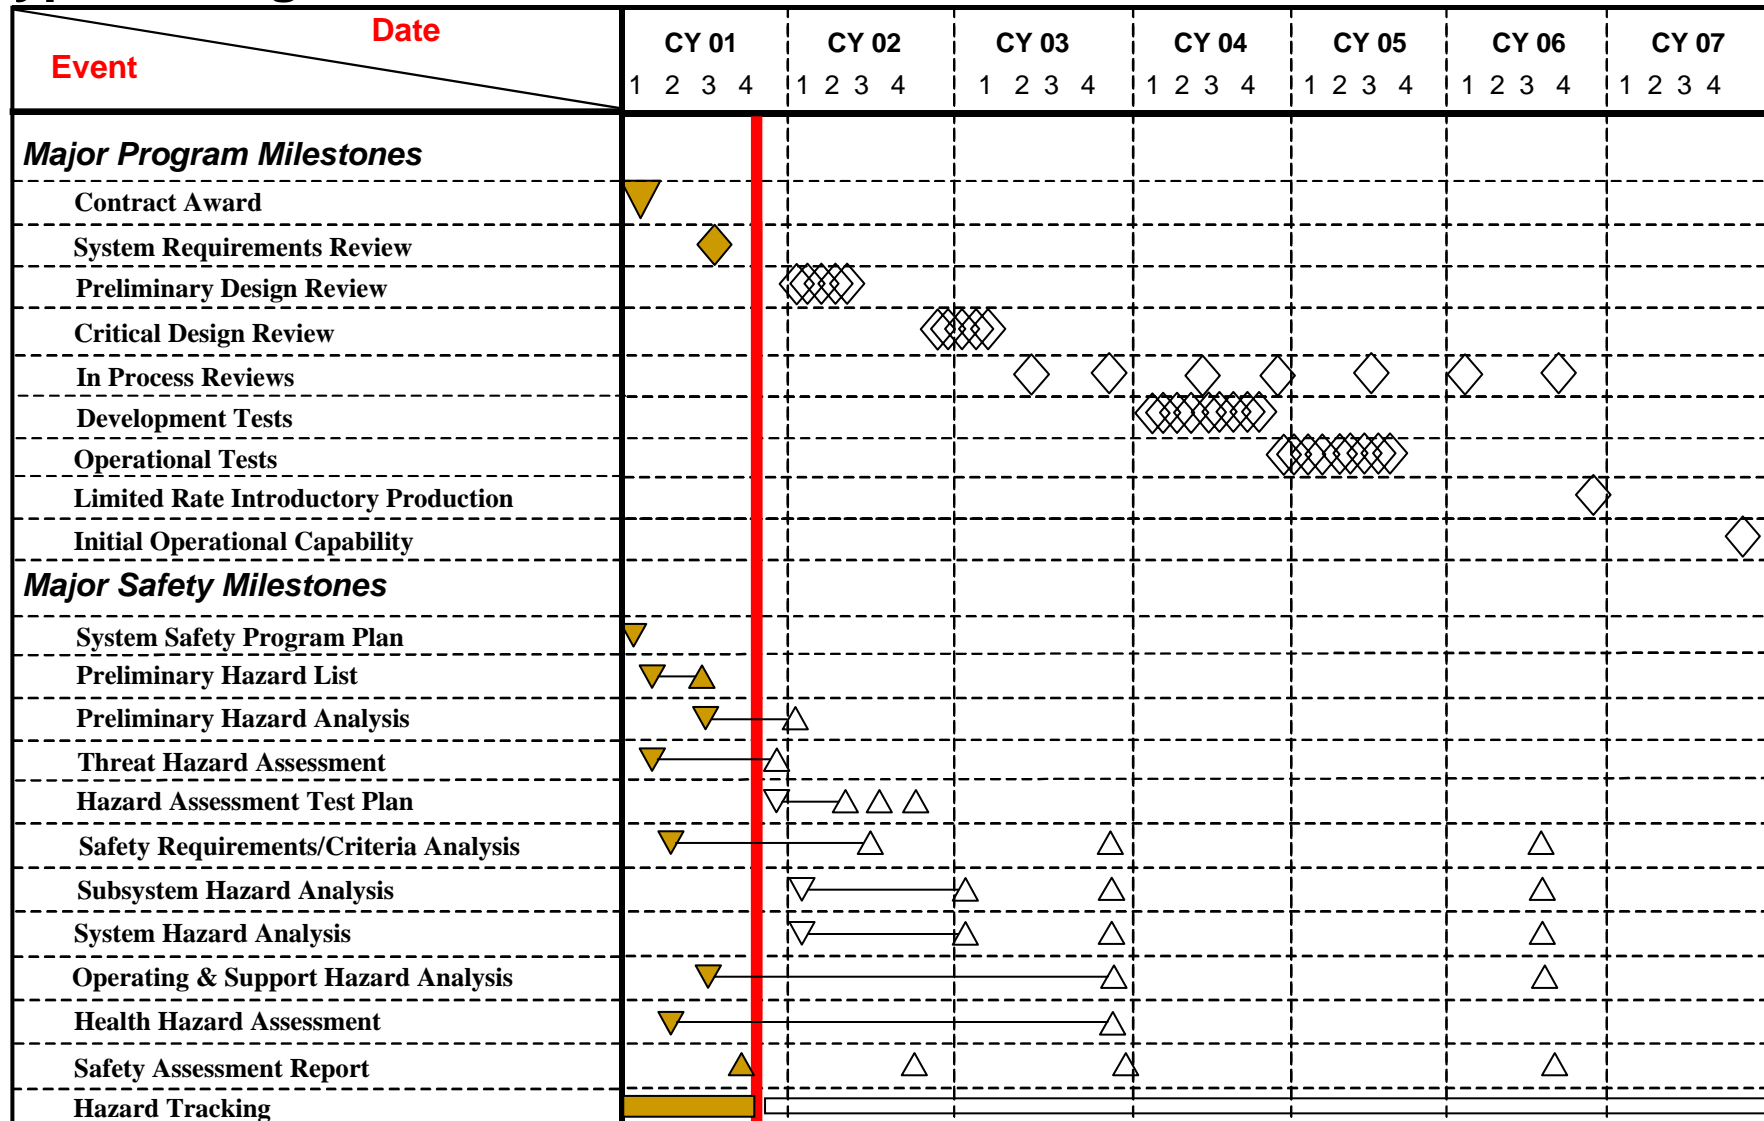 Date
Event
CY 01 CY 02 CY 03 CY 04 CY 05 CY 06 CY 07
1 2 3 4 1 2 3 4 1 2 3 4 1 2 3 4 1 2 3 4 1 2 3 4 1 2 3 4
Major Program Milestones
Contract Award
System Requirements Review
Preliminary Design Review
Critical Design Review
In Process Reviews
Development Tests
Operational Tests
Limited Rate Introductory Production
Initial Operational Capability
Major Safety Milestones
System Safety Program Plan
Preliminary Hazard List
Preliminary Hazard Analysis
Threat Hazard Assessment
Hazard Assessment Test Plan
Safety Requirements/Criteria Analysis
Subsystem Hazard Analysis
System Hazard Analysis
Operating & Support Hazard Analysis
Health Hazard Assessment
Safety Assessment Report
Hazard Tracking